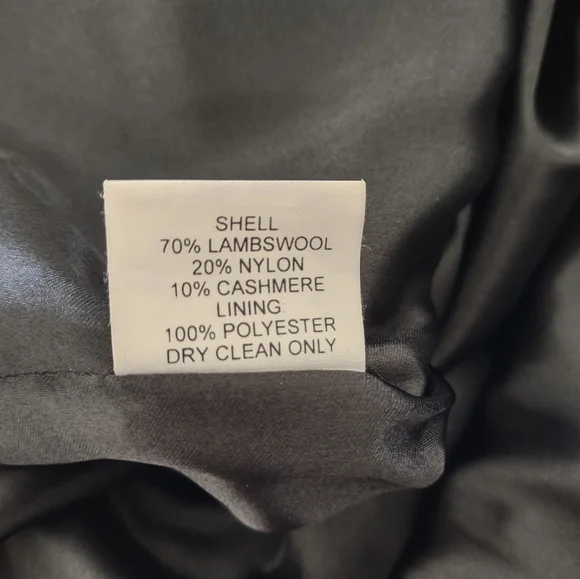 SHELL
70% LAMBSWOOL
20% NYLON
10% CASHMERE
LINING
100% POLYESTER
DRY CLEAN ONLY